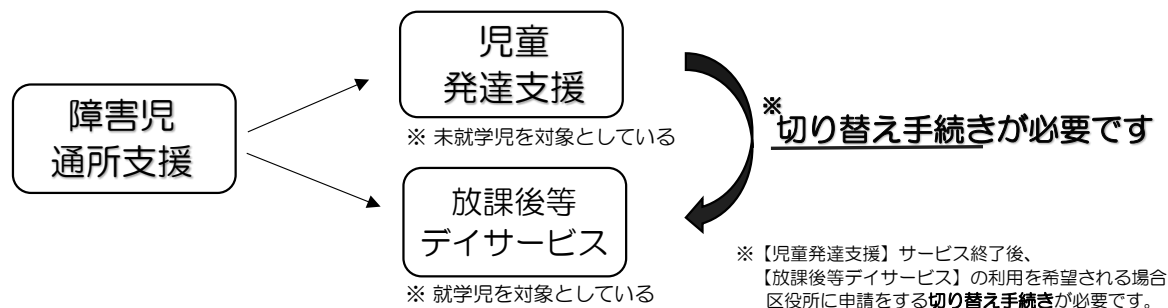 障害児
通所支援
児童
発達支援
※ 未就学児を対象としている
放課後等
デイサービス
※ 就学児を対象としている
※
切り替え手続きが必要です
※【児童発達支援】サービス終了後、
【放課後等デイサービス】の利用を希望される場合
区役所に申請をする切り替え手続きが必要です。